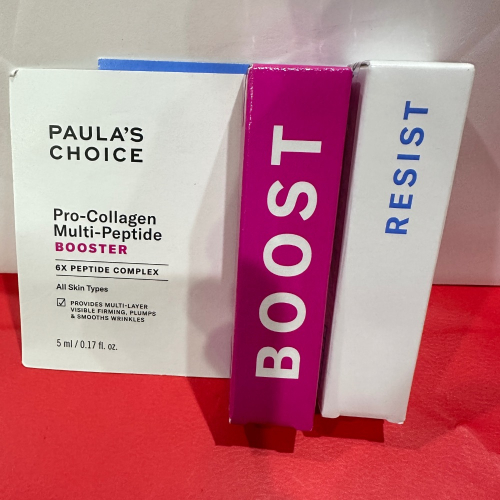 PAULA'S
CHOICE
Pro-Collagen
Multi-Peptide
BOOSTER
6X PEPTIDE COMPLEX
All Skin Types
☑ PROVIDES MULTI-LAYER
VISIBLE FIRMING, PLUMPS
& SMOOTHS WRINKLES
5 ml / 0.17 fl. oz.
BOOST
RESIST